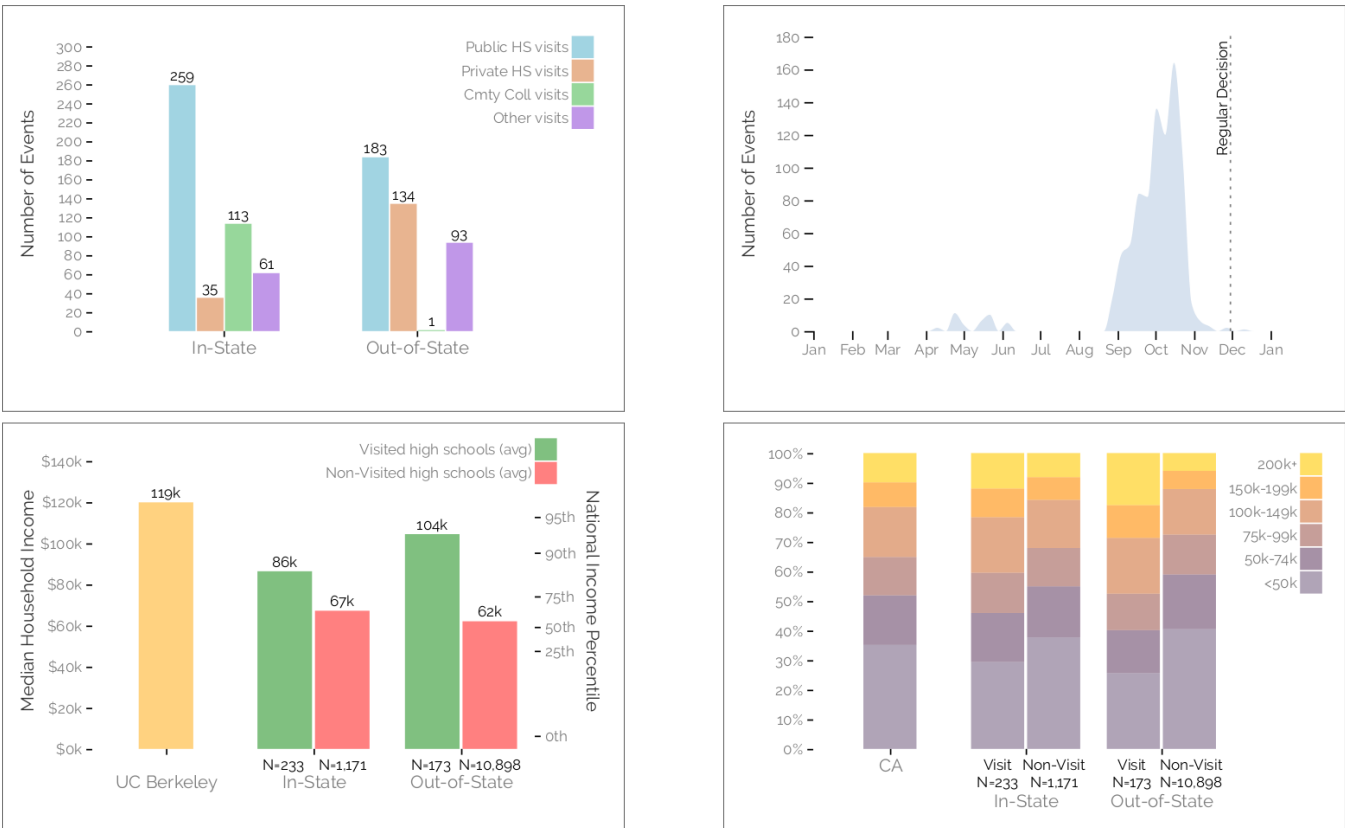 300
280
260
240
220
200
180
160
140
120
100
80
60
40
20
0
Number of Events
Public HS visits
Private HS visits
Cmty Coll visits
Other visits
259
35
113
61
183
134
1
93
In-State
Out-of-State
180
160
140
120
100
80
60
40
20
0
Number of Events
Regular Decision
Jan Feb Mar Apr May Jun Jul Aug Sep Oct Nov Dec Jan
Visited high schools (avg)
Non-Visited high schools (avg)
$140k
$120k
$100k
$80k
$60k
$40k
$20k
$0k
Median Household Income
119k
86k
67k
104k
62k
95th
90th
75th
50th
25th
0th
National Income Percentile
N=233 N=1,171 N=173 N=10,898
UC Berkeley In-State Out-of-State
100%
90%
80%
70%
60%
50%
40%
30%
20%
10%
0%
200k+
150k-199k
100k-149k
75k-99k
50k-74k
<50k
CA Visit Non-Visit Visit Non-Visit
N=233 N=1,171 N=173 N=10,898
In-State Out-of-State